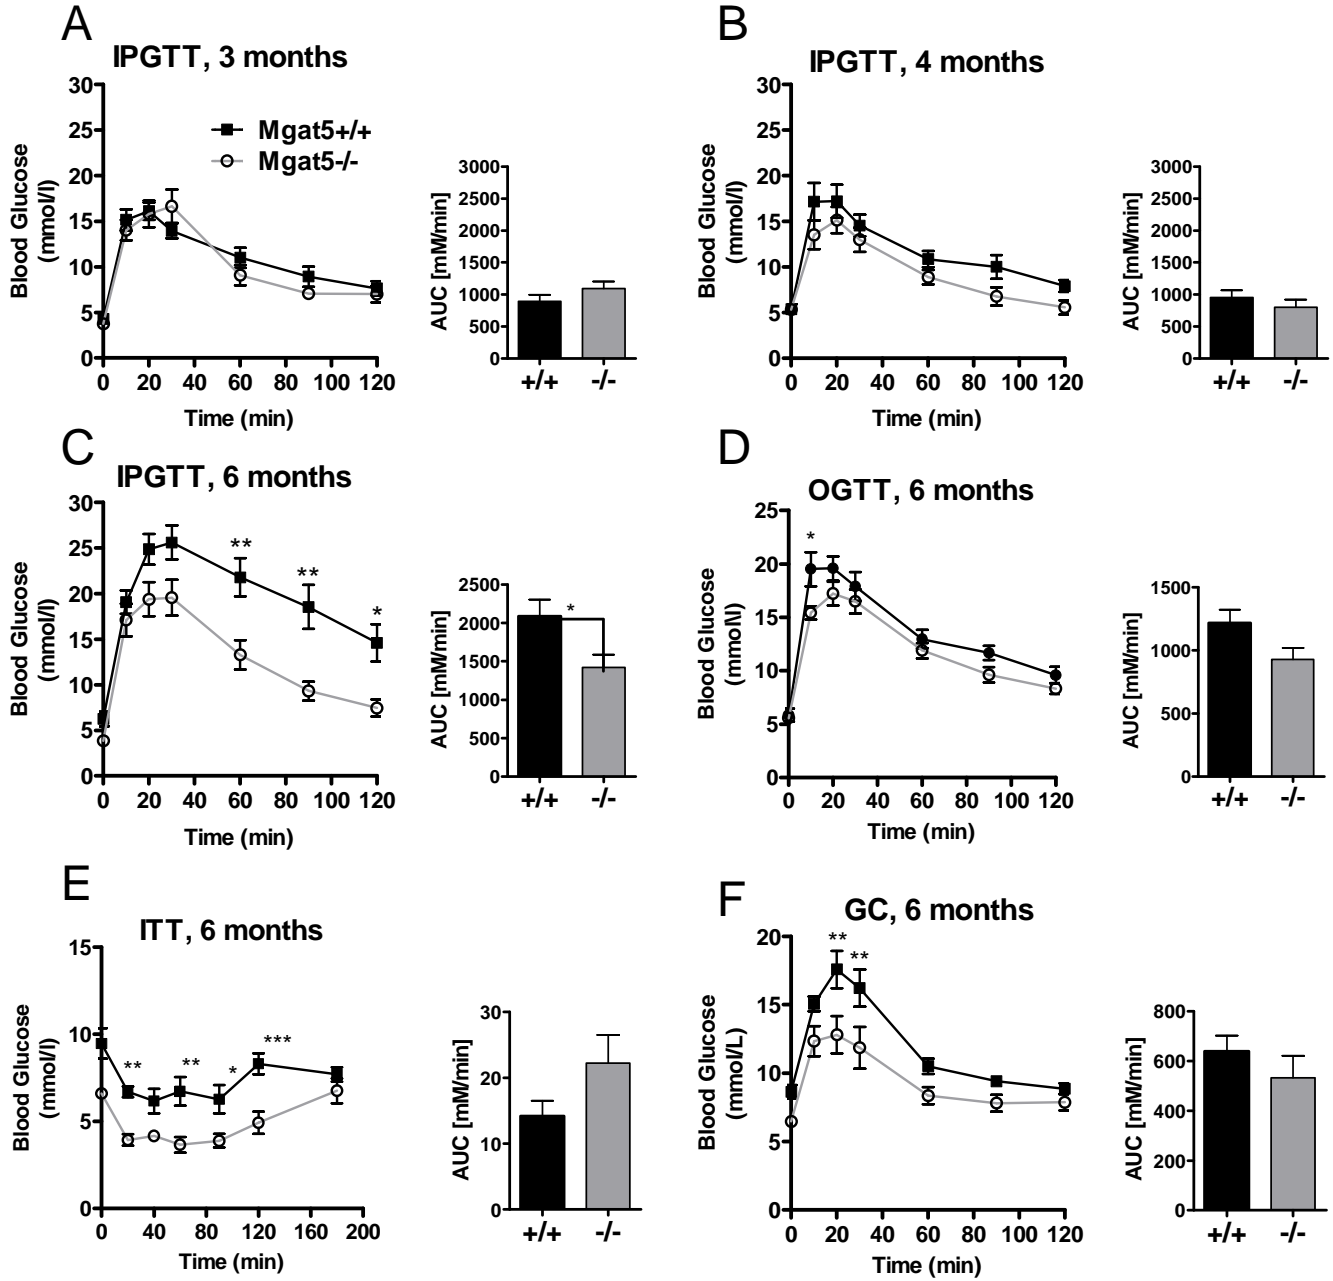 A
IPGTT, 3 months
30
25
20
15
10
5
0
Blood Glucose
(mmol/l)
Mgat5+/+
Mgat5-/-
0 20 40 60 80 100 120
Time (min)
3000
2500
2000
1500
1000
500
0
AUC [mM/min]
+/+ -/-
B
IPGTT, 4 months
30
25
20
15
10
5
0
Blood Glucose
(mmol/l)
0 20 40 60 80 100 120
Time (min)
3000
2500
2000
1500
1000
500
0
AUC [mM/min]
+/+ -/-
C
IPGTT, 6 months
30
25
20
15
10
5
0
Blood Glucose
(mmol/l)
**
**
*
0 20 40 60 80 100 120
Time (min)
2500
2000
1500
1000
500
0
AUC [mM/min]
*
+/+ -/-
D
OGTT, 6 months
25
20
15
10
5
0
Blood Glucose
(mmol/l)
*
0 20 40 60 80 100 120
Time (min)
1500
1000
500
0
AUC [mM/min]
+/+ -/-
E
ITT, 6 months
15
10
5
0
Blood Glucose
(mmol/l)
** ** * ***
0 40 80 120 160 200
Time (min)
30
20
10
0
AUC [mM/min]
+/+ -/-
F
GC, 6 months
20
15
10
5
0
Blood Glucose
(mmol/L)
**
**
0 20 40 60 80 100 120
Time (min)
800
600
400
200
0
AUC [mM/min]
+/+ -/-